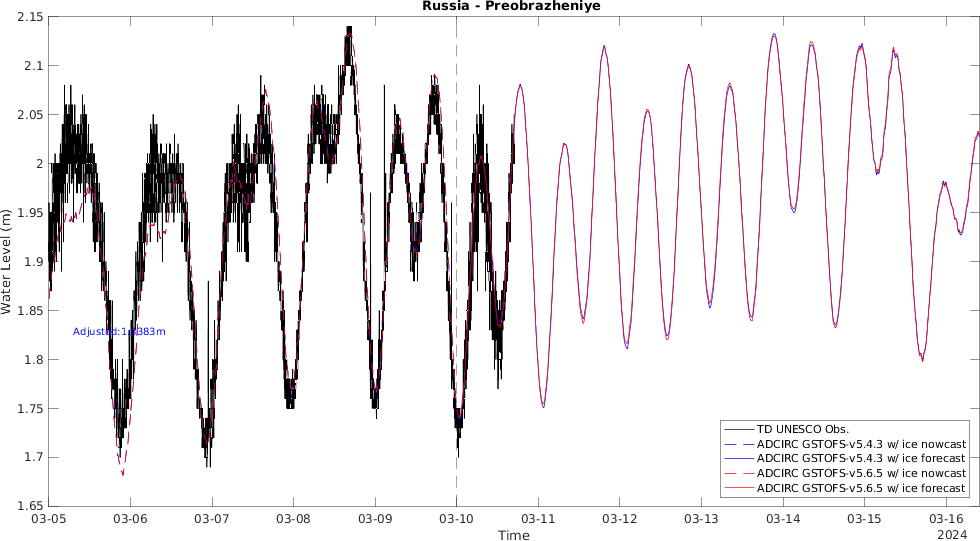 Russia - Preobrazheniye
2.15
2.1
2.05
2
1.95
1.9
1.85
1.8
1.75
1.7
1.65
Water Level (m)
TD UNESCO Obs.
ADCIRC GSTOFS-v5.4.3 w/ ice nowcast
ADCIRC GSTOFS-v5.4.3 w/ ice forecast
ADCIRC GSTOFS-v5.6.5 w/ ice nowcast
ADCIRC GSTOFS-v5.6.5 w/ ice forecast
03-05 03-06 03-07 03-08 03-09 03-10 03-11 03-12 03-13 03-14 03-15 03-16
Time
2024